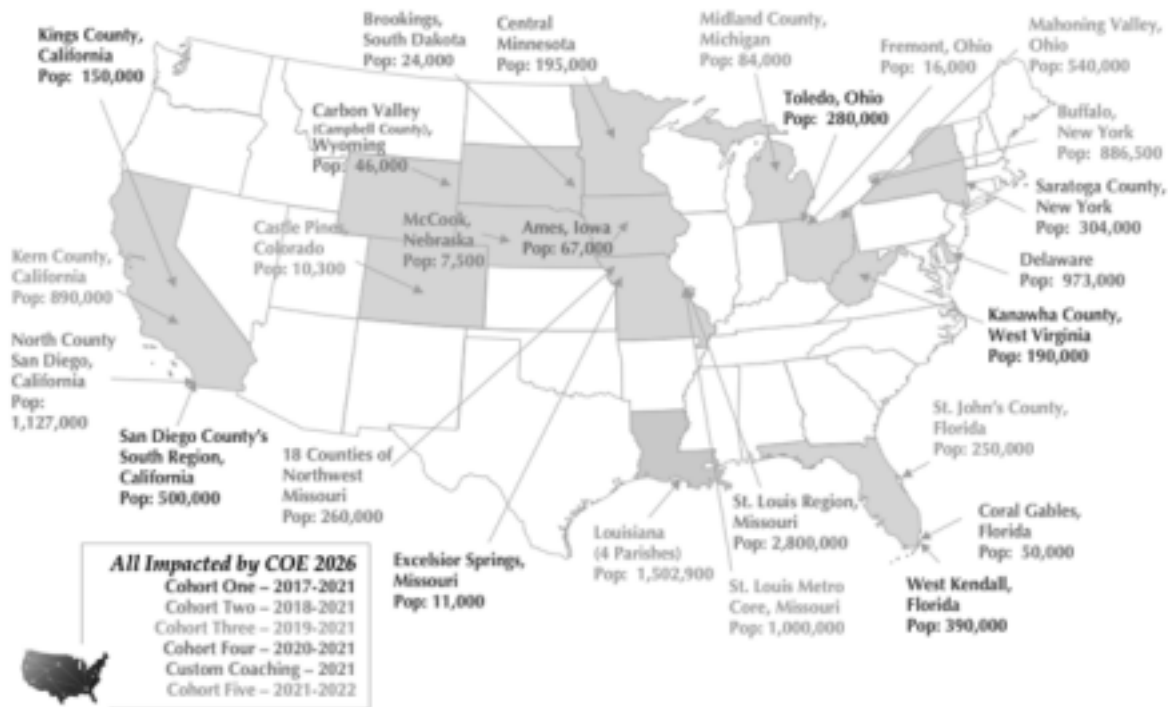 Kings County,
California
Pop: 150,000
Brookings,
South Dakota
Pop: 24,000
Central
Minnesota
Pop: 195,000
Midland County,
Michigan
Pop: 84,000
Fremont, Ohio
Pop: 16,000
Mahoning Valley,
Ohio
Pop: 540,000
Toledo, Ohio
Pop: 280,000
Buffalo,
New York
Pop: 886,500
Carbon Valley
(Campbell County),
Wyoming
Pop: 46,000
Saratoga County,
New York
Pop: 304,000
Castle Pines,
Colorado
Pop: 10,300
McCook,
Nebraska
Pop: 7,500
Ames, Iowa
Pop: 67,000
Kern County,
California
Pop: 890,000
Delaware
Pop: 973,000
Kanawha County,
West Virginia
Pop: 190,000
North County
San Diego,
California
Pop:
1,127,000
San Diego County's
South Region,
California
Pop: 500,000
18 Counties of
Northwest
Missouri
Pop: 260,000
St. John's County,
Florida
Pop: 250,000
Excelsior Springs,
Missouri
Pop: 11,000
Louisiana
(4 Parishes)
Pop: 1,502,900
St. Louis Region,
Missouri
Pop: 2,800,000
St. Louis Metro
Core, Missouri
Pop: 1,000,000
Coral Gables,
Florida
Pop: 50,000
West Kendall,
Florida
Pop: 390,000
All Impacted by COE 2026
Cohort One – 2017-2021
Cohort Two – 2018-2021
Cohort Three – 2019-2021
Cohort Four – 2020-2021
Custom Coaching – 2021
Cohort Five – 2021-2022